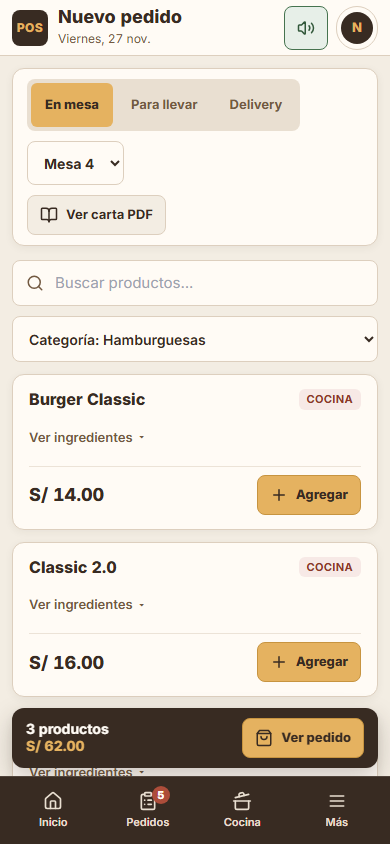 POS
Nuevo pedido
Viernes, 27 nov.
N
En mesa
Para llevar
Delivery
Mesa 4
Ver carta PDF
Buscar productos...
Categoría: Hamburguesas
Burger Classic
COCINA
Ver ingredientes
S/ 14.00
Agregar
Classic 2.0
COCINA
Ver ingredientes
S/ 16.00
Agregar
3 productos
S/ 62.00
Ver pedido
Ver ingredientes
Inicio
5
Pedidos
Cocina
Más